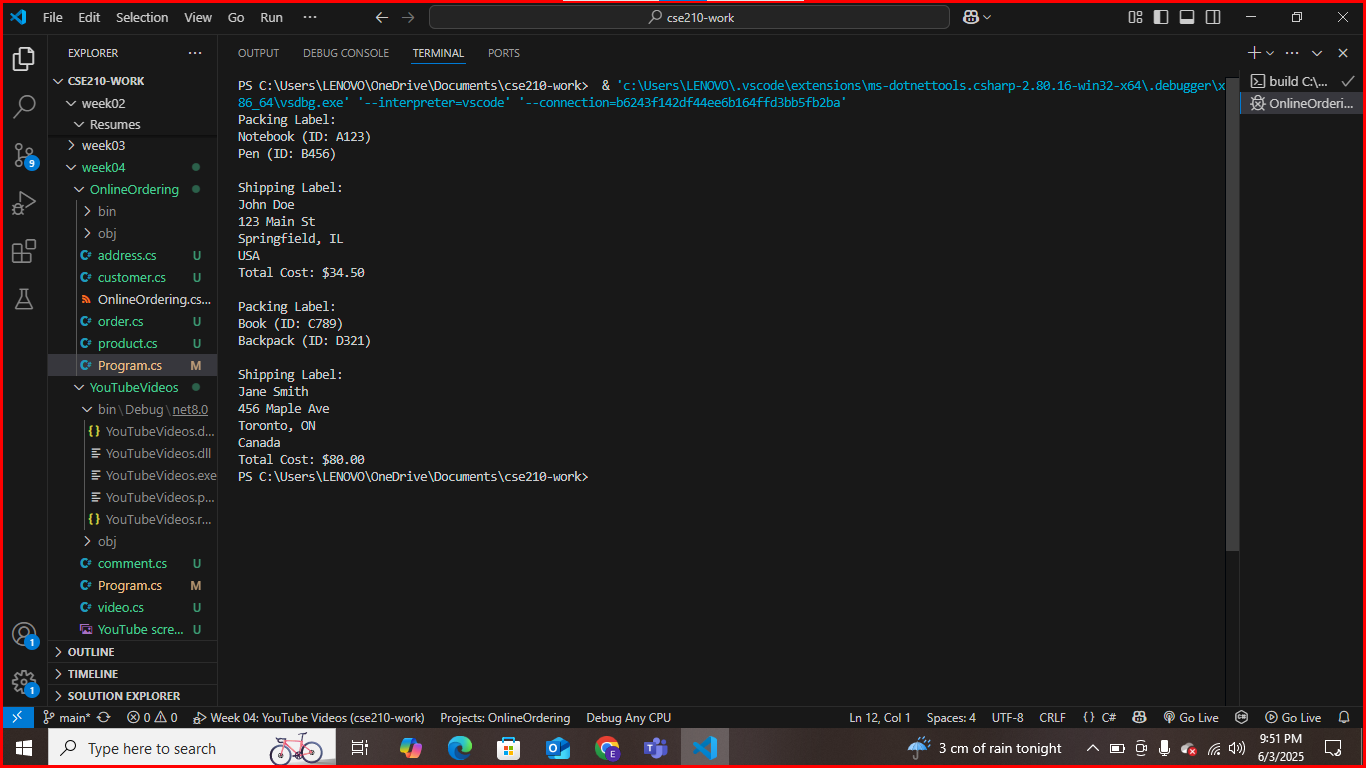 File Edit Selection View Go Run ···
cse210-work
EXPLORER ···
CSE210-WORK
week02
Resumes
week03
week04
OnlineOrdering
bin
obj
address.cs U
customer.cs U
OnlineOrdering.cs...
order.cs U
product.cs U
Program.cs M
YouTubeVideos
bin\Debug\net8.0
YouTubeVideos.d...
YouTubeVideos.dll
YouTubeVideos.exe
YouTubeVideos.p...
YouTubeVideos.r...
obj
comment.cs U
Program.cs M
video.cs U
YouTube scre... U
OUTLINE
TIMELINE
SOLUTION EXPLORER
9
1
1
OUTPUT DEBUG CONSOLE TERMINAL PORTS
PS C:\Users\LENOVO\OneDrive\Documents\cse210-work>  & 'c:\Users\LENOVO\.vscode\extensions\ms-dotnettools.csharp-2.80.16-win32-x64\.debugger\x
86_64\vsdbg.exe' '--interpreter=vscode' '--connection=b6243f142df44ee6b164ffd3bb5fb2ba'
Packing Label:
Notebook (ID: A123)
Pen (ID: B456)
Shipping Label:
John Doe
123 Main St
Springfield, IL
USA
Total Cost: $34.50
Packing Label:
Book (ID: C789)
Backpack (ID: D321)
Shipping Label:
Jane Smith
456 Maple Ave
Toronto, ON
Canada
Total Cost: $80.00
PS C:\Users\LENOVO\OneDrive\Documents\cse210-work>
build C:\...
OnlineOrderi...
main* 0 0 Week 04: YouTube Videos (cse210-work) Projects: OnlineOrdering Debug Any CPU Ln 12, Col 1 Spaces: 4 UTF-8 CRLF {} C# Go Live Go Live
Type here to search
3 cm of rain tonight
9:51 PM
6/3/2025